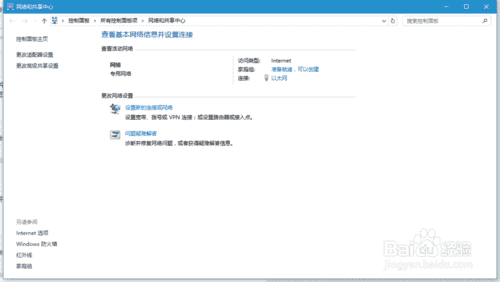 网络和共享中心
控制面板 › 所有控制面板项 › 网络和共享中心
搜索控制面板
控制面板主页
更改适配器设置
更改高级共享设置
查看基本网络信息并设置连接
查看活动网络
网络
专用网络
访问类型: Internet
家庭组: 准备就绪，可以创建
连接: 以太网
更改网络设置
设置新的连接或网络
设置宽带、拨号或 VPN 连接；或设置路由器或接入点。
问题疑难解答
诊断并修复网络问题，或者获得疑难解答信息。
另请参阅
Internet 选项
Windows 防火墙
红外线
家庭组
Baidu 经验
jingyan.baidu.com